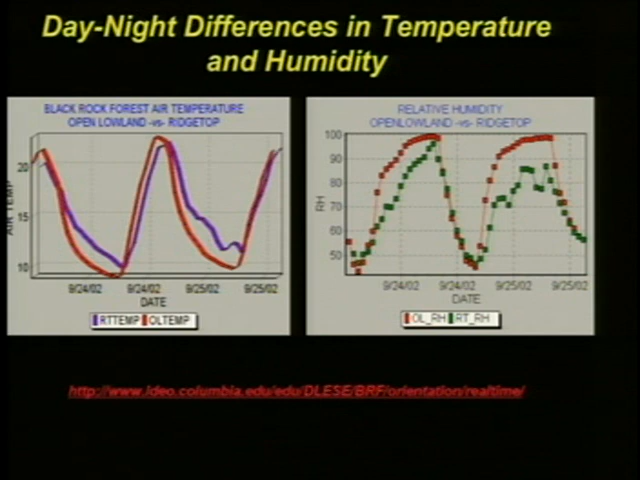 Day-Night Differences in Temperature
and Humidity
BLACK ROCK FOREST AIR TEMPERATURE
OPEN LOWLAND -vs- RIDGETOP
AIR TEMP
20
15
10
9/24/02 9/24/02 9/25/02 9/25/02
DATE
RTTEMP OLTEMP
RELATIVE HUMIDITY
OPENLOWLAND -vs- RIDGETOP
RH
100
90
80
70
60
50
9/24/02 9/24/02 9/25/02 9/25/02
DATE
OL_RH RT_RH
http://www.ldeo.columbia.edu/edu/DLESE/BRF/orientation/realtime/